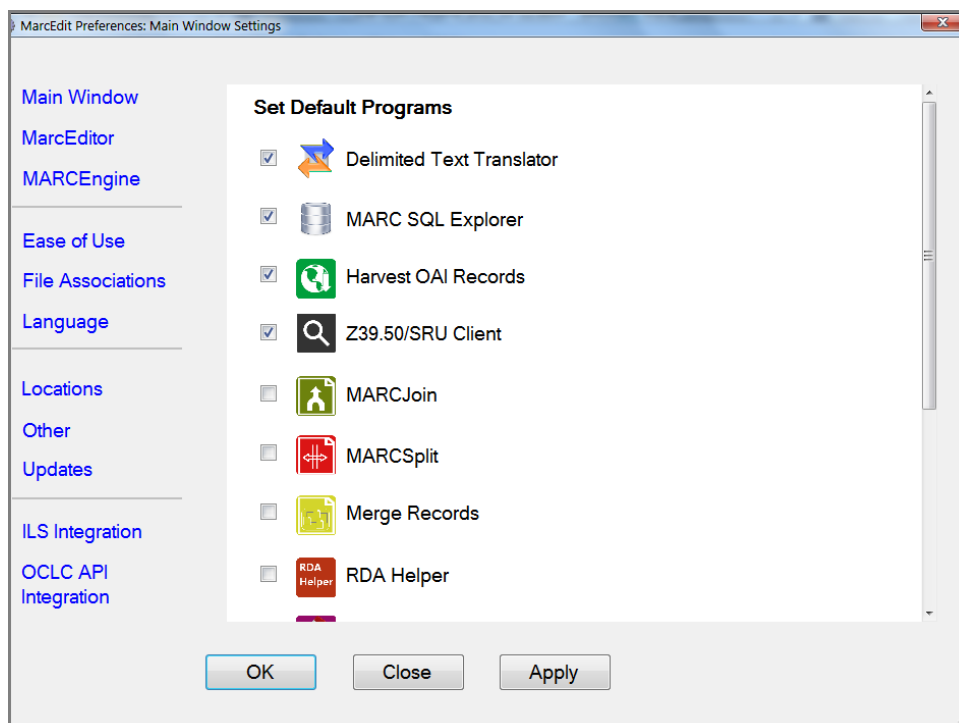 MarcEdit Preferences: Main Window Settings
Main Window
MarcEditor
MARCEngine
Ease of Use
File Associations
Language
Locations
Other
Updates
ILS Integration
OCLC API
Integration
Set Default Programs
Delimited Text Translator
MARC SQL Explorer
Harvest OAI Records
Z39.50/SRU Client
MARCJoin
MARCSplit
Merge Records
RDA
Helper
RDA Helper
OK
Close
Apply